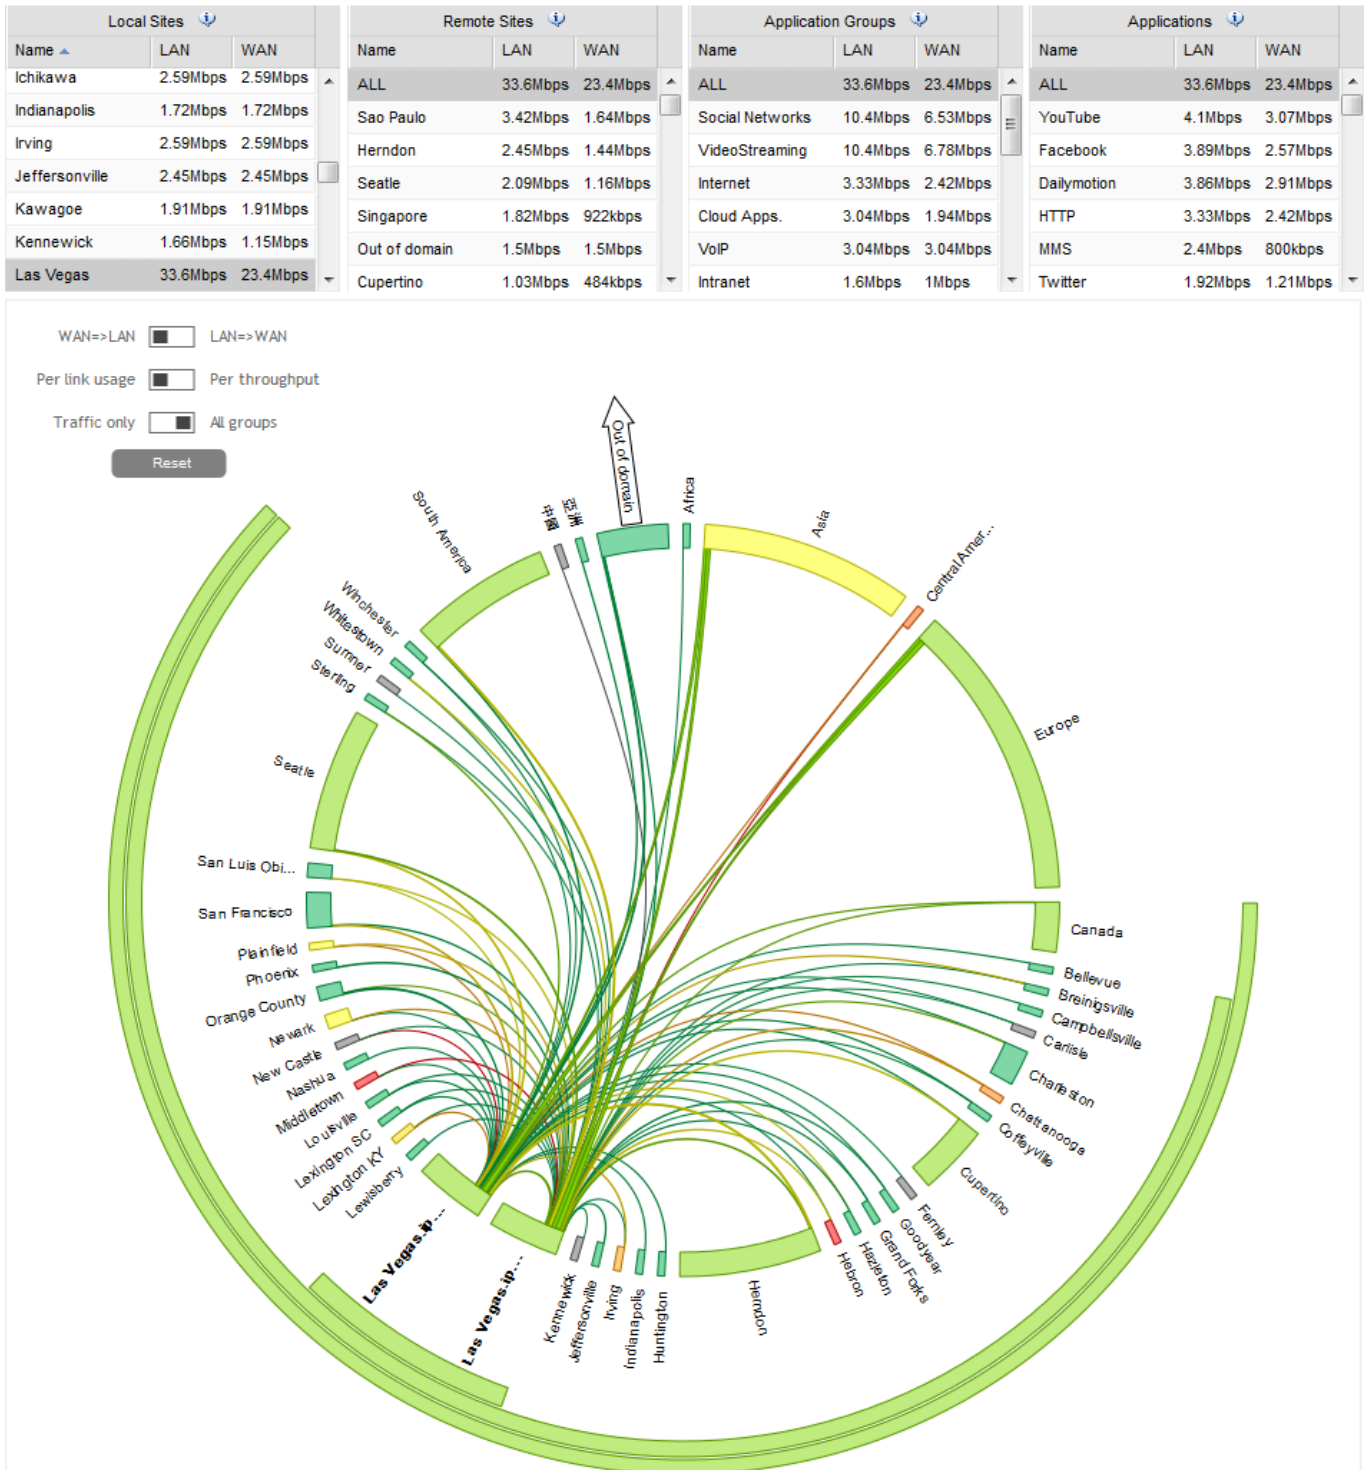 Local Sites
Name LAN WAN
Ichikawa 2.59Mbps 2.59Mbps
Indianapolis 1.72Mbps 1.72Mbps
Irving 2.59Mbps 2.59Mbps
Jeffersonville 2.45Mbps 2.45Mbps
Kawagoe 1.91Mbps 1.91Mbps
Kennewick 1.66Mbps 1.15Mbps
Las Vegas 33.6Mbps 23.4Mbps
Remote Sites
Name LAN WAN
ALL 33.6Mbps 23.4Mbps
Sao Paulo 3.42Mbps 1.64Mbps
Herndon 2.45Mbps 1.44Mbps
Seatle 2.09Mbps 1.16Mbps
Singapore 1.82Mbps 922kbps
Out of domain 1.5Mbps 1.5Mbps
Cupertino 1.03Mbps 484kbps
Application Groups
Name LAN WAN
ALL 33.6Mbps 23.4Mbps
Social Networks 10.4Mbps 6.53Mbps
VideoStreaming 10.4Mbps 6.78Mbps
Internet 3.33Mbps 2.42Mbps
Cloud Apps. 3.04Mbps 1.94Mbps
VoIP 3.04Mbps 3.04Mbps
Intranet 1.6Mbps 1Mbps
Applications
Name LAN WAN
ALL 33.6Mbps 23.4Mbps
YouTube 4.1Mbps 3.07Mbps
Facebook 3.89Mbps 2.57Mbps
Dailymotion 3.86Mbps 2.91Mbps
HTTP 3.33Mbps 2.42Mbps
MMS 2.4Mbps 800kbps
Twitter 1.92Mbps 1.21Mbps
WAN=>LAN LAN=>WAN
Per link usage Per throughput
Traffic only All groups
Reset
Out of domain
Africa
Asia
Central Amer...
Europe
Canada
Bellevue
Breinigsville
Campbellsville
Carlisle
Charleston
Chattanooga
Coffeyville
Cupertino
Fernley
Goodyear
Grand Forks
Hazleton
Hebron
Herndon
Huntington
Indianapolis
Irving
Jeffersonville
Kennewick
Las Vegas.ip...
Las Vegas.ip...
Lewisberry
Lexington KY
Lexington SC
Louisville
Middletown
Nashua
New Castle
Newark
Orange County
Phoenix
Plainfield
San Francisco
San Luis Obi...
Seatle
Sterling
Sumner
Whitestown
Winchester
South America
中國
亞洲